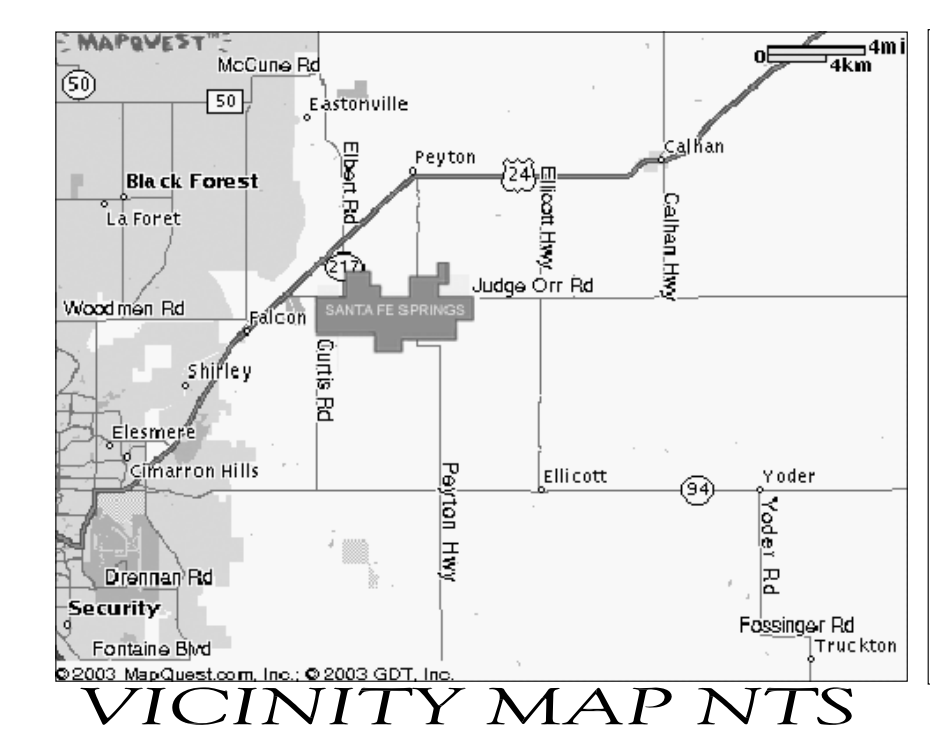 MAPQUEST™
0 4mi
4km
McCune Rd
50
50
Eastonville
Elbert Rd
Peyton
24
Ellicott Hwy
Calhan
Calhan Hwy
Black Forest
La Foret
217
Judge Orr Rd
SANTA FE SPRINGS
Woodmen Rd
Falcon
Curtis Rd
Shirley
Elesmere
Cimarron Hills
Peyton Hwy
Ellicott
94
Yoder
Yoder Rd
Drennan Rd
Security
Fossinger Rd
Truckton
Fontaine Blvd
©2003 MapQuest.com, Inc.; ©2003 GDT, Inc.
VICINITY MAP NTS